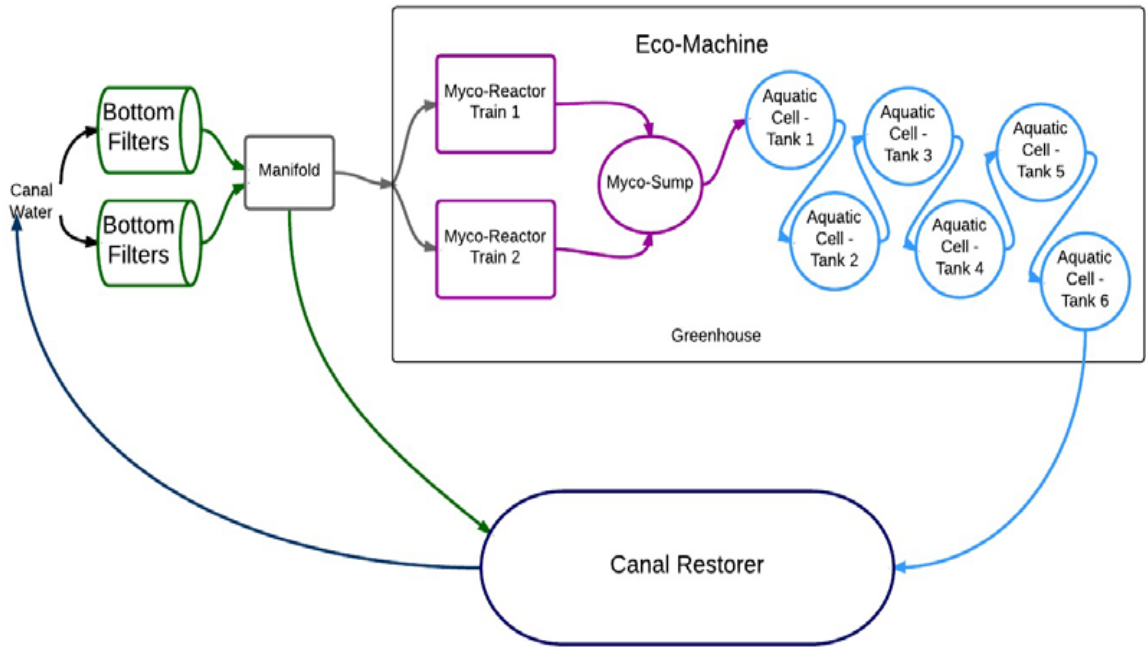 Eco-Machine
Bottom
Filters
Bottom
Filters
Canal
Water
Manifold
Myco-Reactor
Train 1
Myco-Reactor
Train 2
Myco-Sump
Aquatic
Cell -
Tank 1
Aquatic
Cell -
Tank 2
Aquatic
Cell -
Tank 3
Aquatic
Cell -
Tank 4
Aquatic
Cell -
Tank 5
Aquatic
Cell -
Tank 6
Greenhouse
Canal Restorer